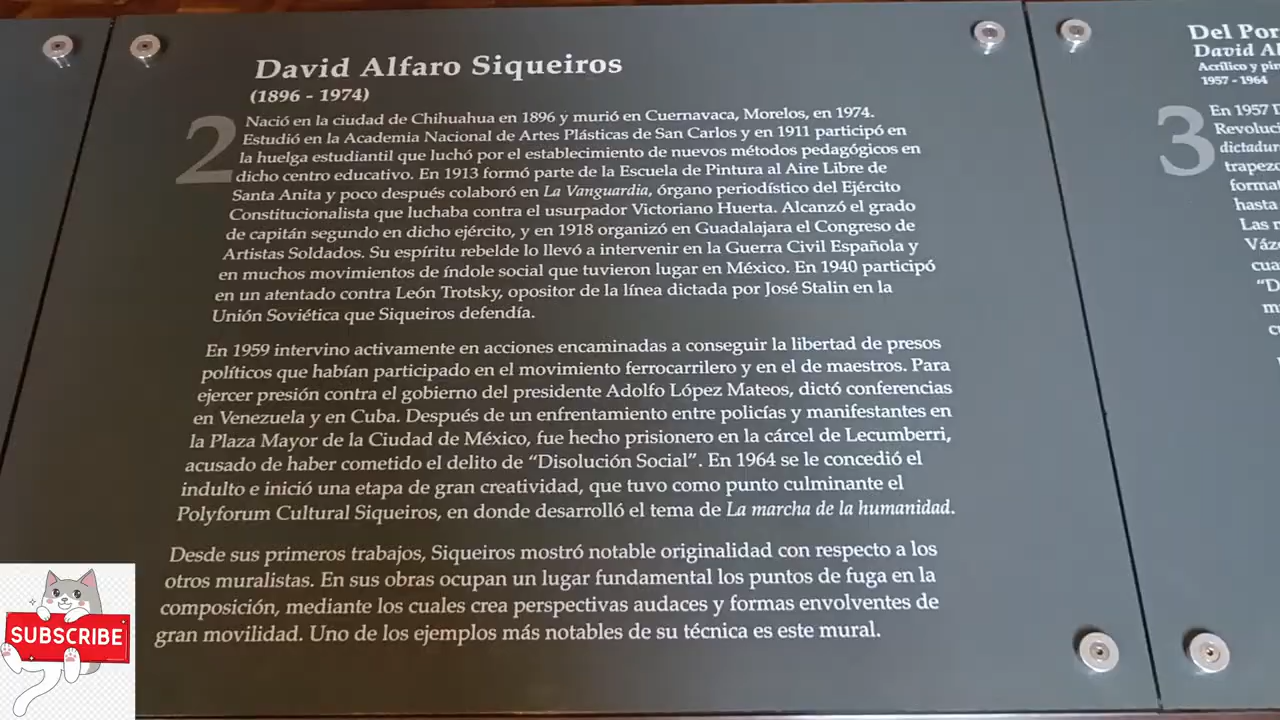 David Alfaro Siqueiros
(1896 - 1974)
2
Nació en la ciudad de Chihuahua en 1896 y murió en Cuernavaca, Morelos, en 1974.
Estudió en la Academia Nacional de Artes Plásticas de San Carlos y en 1911 participó en
la huelga estudiantil que luchó por el establecimiento de nuevos métodos pedagógicos en
dicho centro educativo. En 1913 formó parte de la Escuela de Pintura al Aire Libre de
Santa Anita y poco después colaboró en La Vanguardia, órgano periodístico del Ejército
Constitucionalista que luchaba contra el usurpador Victoriano Huerta. Alcanzó el grado
de capitán segundo en dicho ejército, y en 1918 organizó en Guadalajara el Congreso de
Artistas Soldados. Su espíritu rebelde lo llevó a intervenir en la Guerra Civil Española y
en muchos movimientos de índole social que tuvieron lugar en México. En 1940 participó
en un atentado contra León Trotsky, opositor de la línea dictada por José Stalin en la
Unión Soviética que Siqueiros defendía.
En 1959 intervino activamente en acciones encaminadas a conseguir la libertad de presos
políticos que habían participado en el movimiento ferrocarrilero y en el de maestros. Para
ejercer presión contra el gobierno del presidente Adolfo López Mateos, dictó conferencias
en Venezuela y en Cuba. Después de un enfrentamiento entre policías y manifestantes en
la Plaza Mayor de la Ciudad de México, fue hecho prisionero en la cárcel de Lecumberri,
acusado de haber cometido el delito de “Disolución Social”. En 1964 se le concedió el
indulto e inició una etapa de gran creatividad, que tuvo como punto culminante el
Polyforum Cultural Siqueiros, en donde desarrolló el tema de La marcha de la humanidad.
Desde sus primeros trabajos, Siqueiros mostró notable originalidad con respecto a los
otros muralistas. En sus obras ocupan un lugar fundamental los puntos de fuga en la
composición, mediante los cuales crea perspectivas audaces y formas envolventes de
gran movilidad. Uno de los ejemplos más notables de su técnica es este mural.
Del Por
David Al
Acrílico y pin
1957 - 1964
3
En 1957 
Revoluci
dictadur
trapezo
forma
hasta
Las
Vázq
cua
“D
SUBSCRIBE